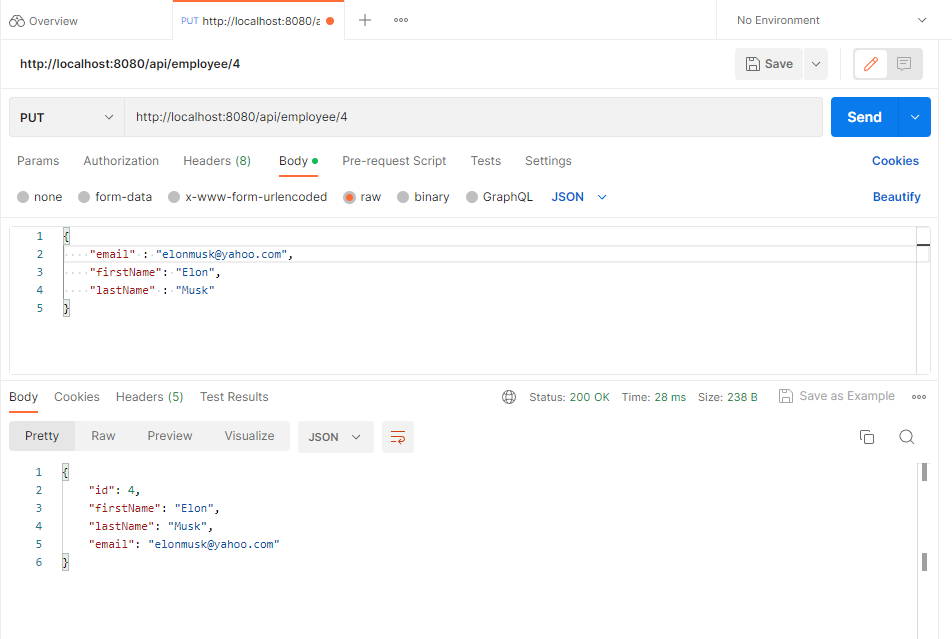 Overview
PUT http://localhost:8080/a
No Environment
http://localhost:8080/api/employee/4
Save
PUT
http://localhost:8080/api/employee/4
Send
Params Authorization Headers (8) Body Pre-request Script Tests Settings Cookies
none form-data x-www-form-urlencoded raw binary GraphQL JSON Beautify
1 {
2 "email" : "elonmusk@yahoo.com",
3 "firstName": "Elon",
4 "lastName" : "Musk"
5 }
Body Cookies Headers (5) Test Results Status: 200 OK Time: 28 ms Size: 238 B Save as Example
Pretty Raw Preview Visualize JSON
1 {
2 "id": 4,
3 "firstName": "Elon",
4 "lastName": "Musk",
5 "email": "elonmusk@yahoo.com"
6 }